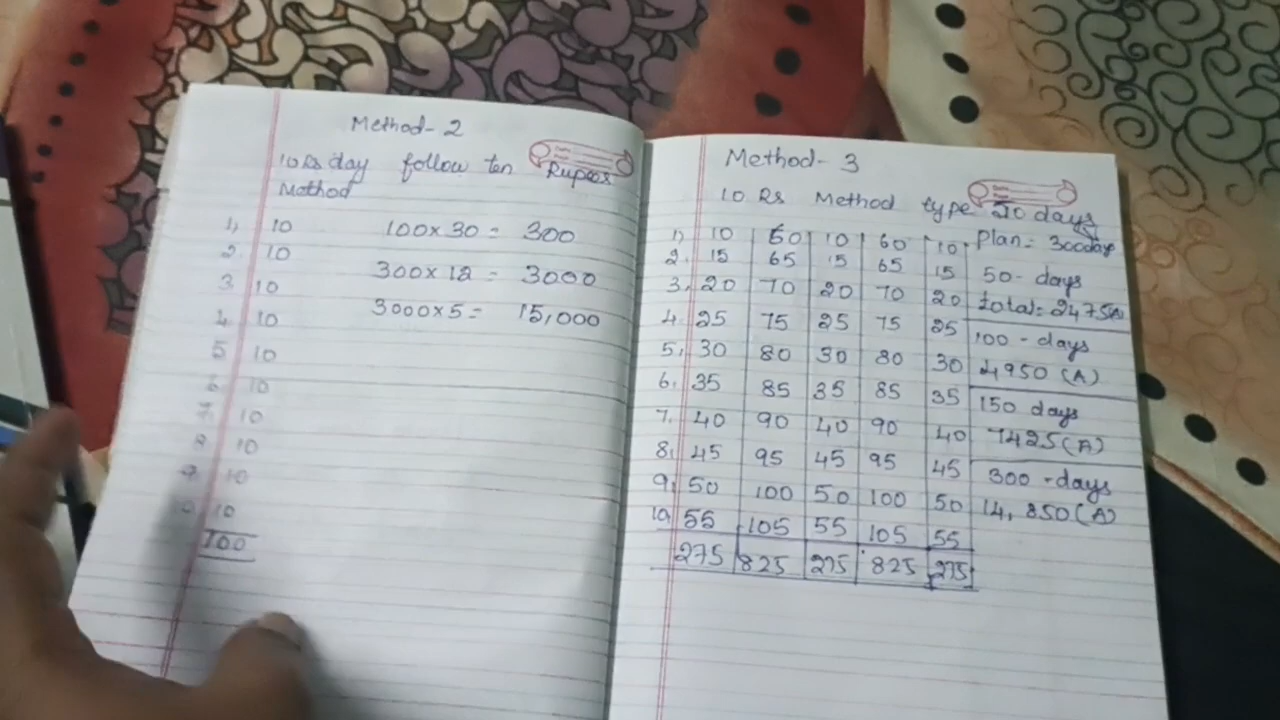 Method-2
10 Rs day follow ten Rupees
Method
1, 10 100x30 = 300
2. 10 300x12 = 3000
3. 10 3000x5 = 15,000
4. 10
5 10
6. 10
7. 10
8 10
10
10
100
Method-3
10 Rs Method type 50 days
Plan = 300days
1) 10 60 10 60 10
2. 15 65 15 65 15 50-days
3, 20 70 20 70 20 total = 2475(A)
4. 25 75 25 75 25 100-days
5, 30 80 30 80 30 4950 (A)
6. 35 85 35 85 35 150 days
7. 40 90 40 90 40 7425(A)
8, 45 95 45 95 45 300-days
9, 50 100 50 100 50 14,850(A)
10, 55 105 55 105 55
275 825 275 825 275